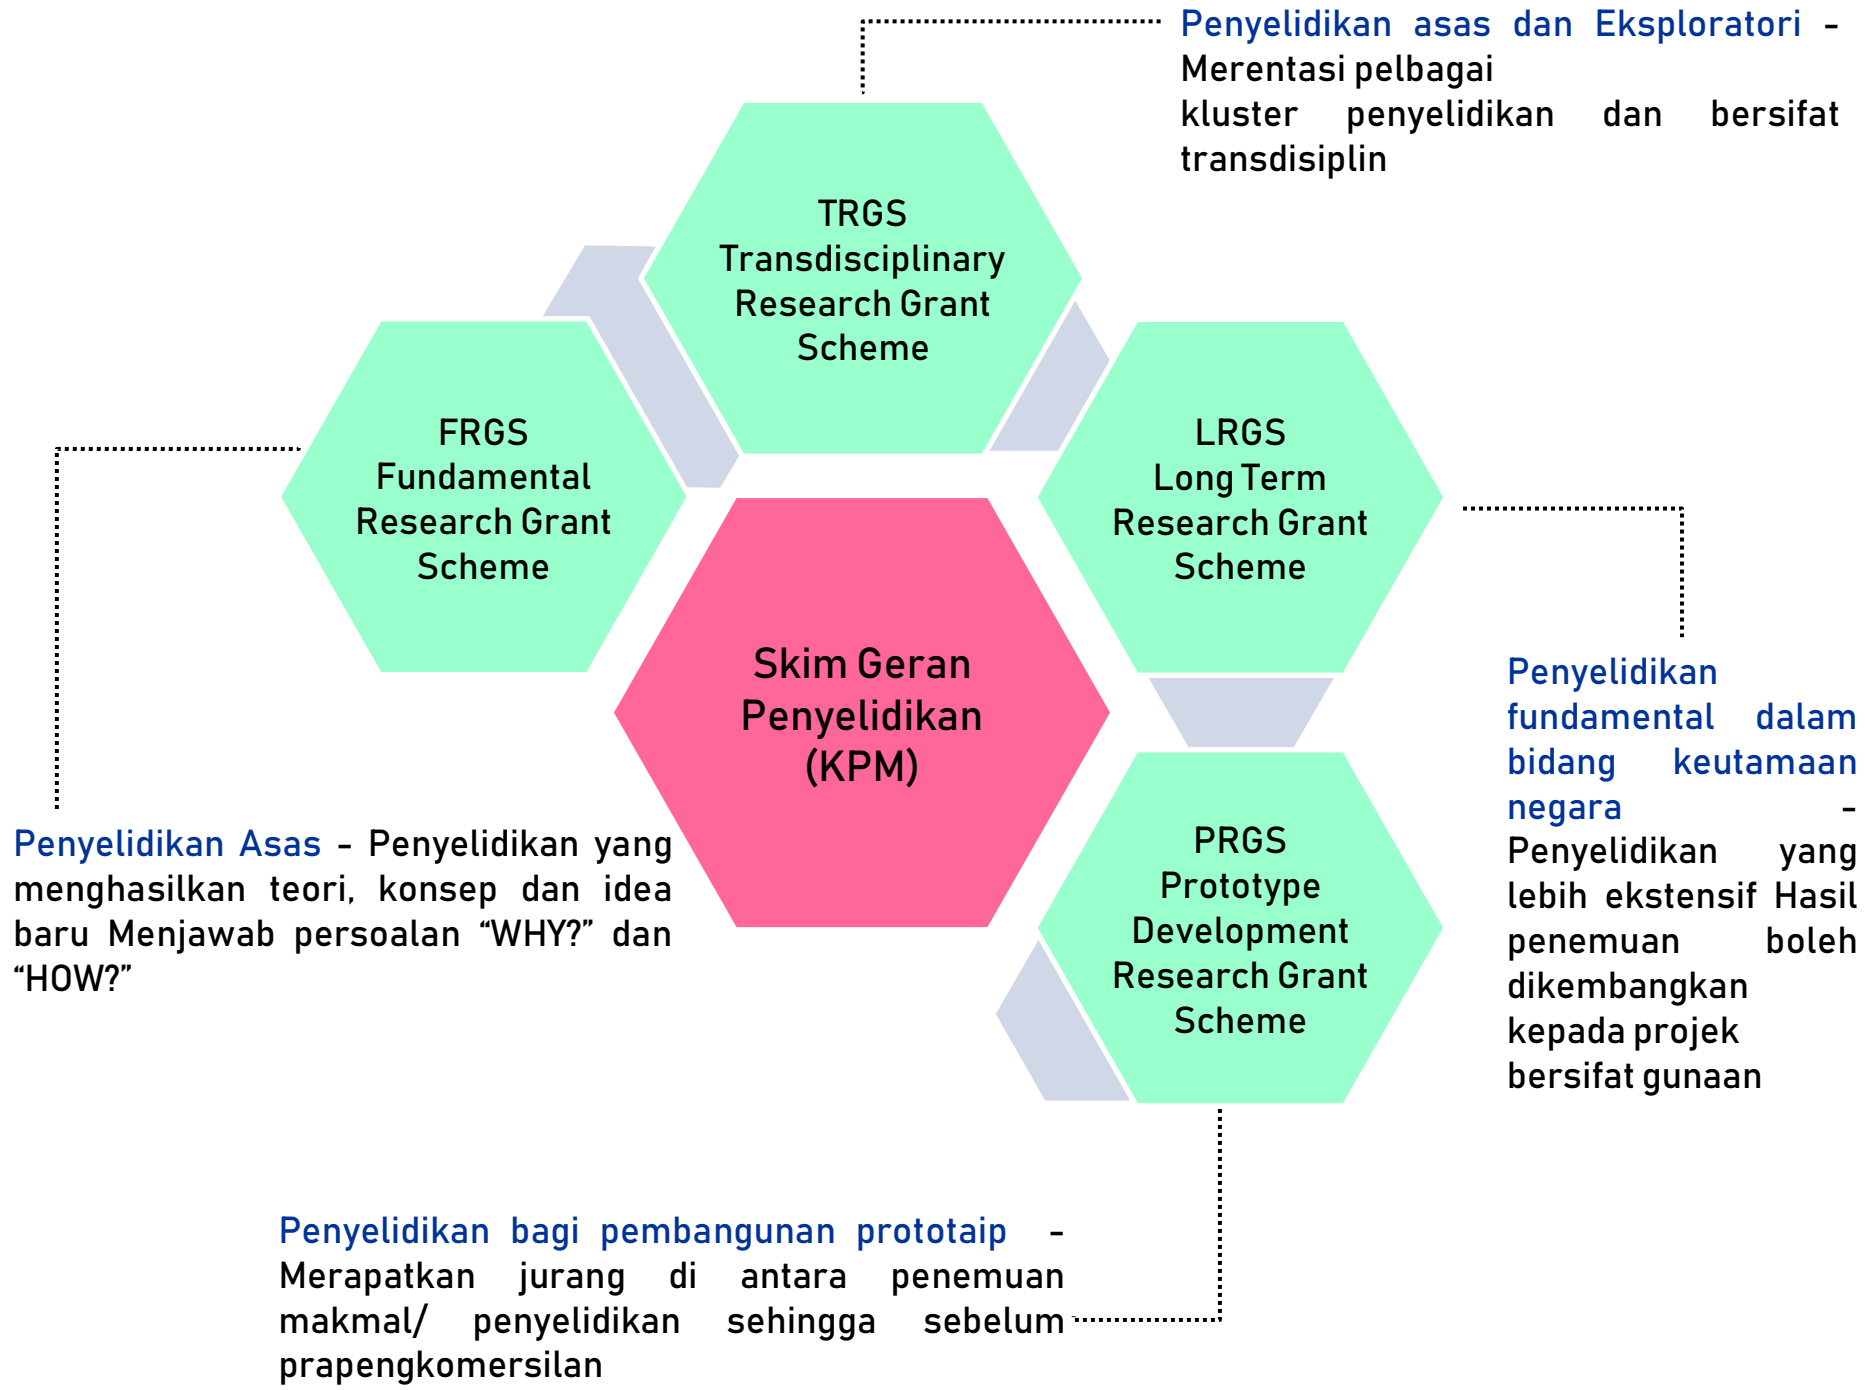 Penyelidikan asas dan Eksploratori -
Merentasi pelbagai
kluster penyelidikan dan bersifat
transdisiplin
TRGS
Transdisciplinary
Research Grant
Scheme
FRGS
Fundamental
Research Grant
Scheme
LRGS
Long Term
Research Grant
Scheme
Skim Geran
Penyelidikan
(KPM)
Penyelidikan
fundamental dalam
bidang keutamaan
negara -
Penyelidikan yang
lebih ekstensif Hasil
penemuan boleh
dikembangkan
kepada projek
bersifat gunaan
Penyelidikan Asas - Penyelidikan yang
menghasilkan teori, konsep dan idea
baru Menjawab persoalan “WHY?” dan
“HOW?”
PRGS
Prototype
Development
Research Grant
Scheme
Penyelidikan bagi pembangunan prototaip -
Merapatkan jurang di antara penemuan
makmal/ penyelidikan sehingga sebelum
prapengkomersilan